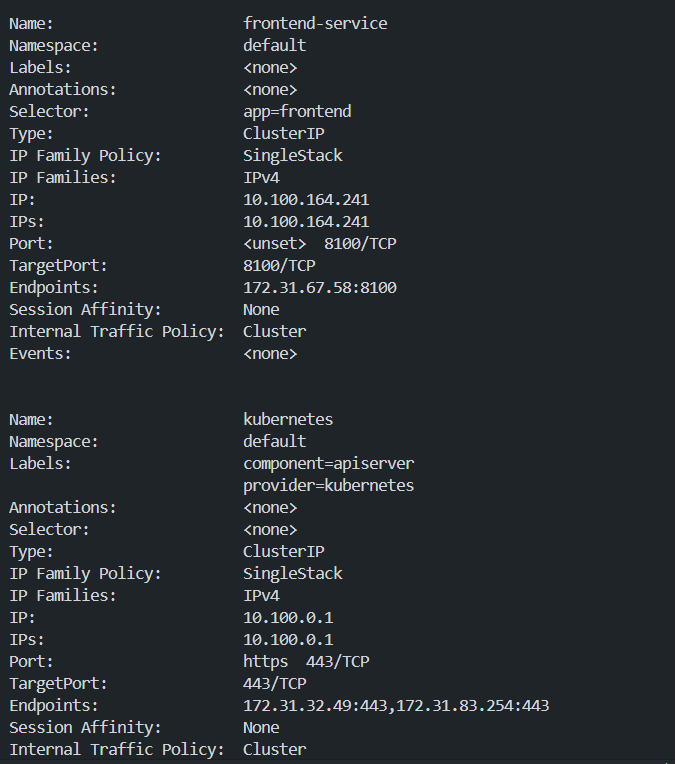 Name:                     frontend-service
Namespace:                default
Labels:                   <none>
Annotations:              <none>
Selector:                 app=frontend
Type:                     ClusterIP
IP Family Policy:         SingleStack
IP Families:              IPv4
IP:                       10.100.164.241
IPs:                      10.100.164.241
Port:                     <unset>  8100/TCP
TargetPort:               8100/TCP
Endpoints:                172.31.67.58:8100
Session Affinity:         None
Internal Traffic Policy:  Cluster
Events:                   <none>
Name:                     kubernetes
Namespace:                default
Labels:                   component=apiserver
                          provider=kubernetes
Annotations:              <none>
Selector:                 <none>
Type:                     ClusterIP
IP Family Policy:         SingleStack
IP Families:              IPv4
IP:                       10.100.0.1
IPs:                      10.100.0.1
Port:                     https  443/TCP
TargetPort:               443/TCP
Endpoints:                172.31.32.49:443,172.31.83.254:443
Session Affinity:         None
Internal Traffic Policy:  Cluster